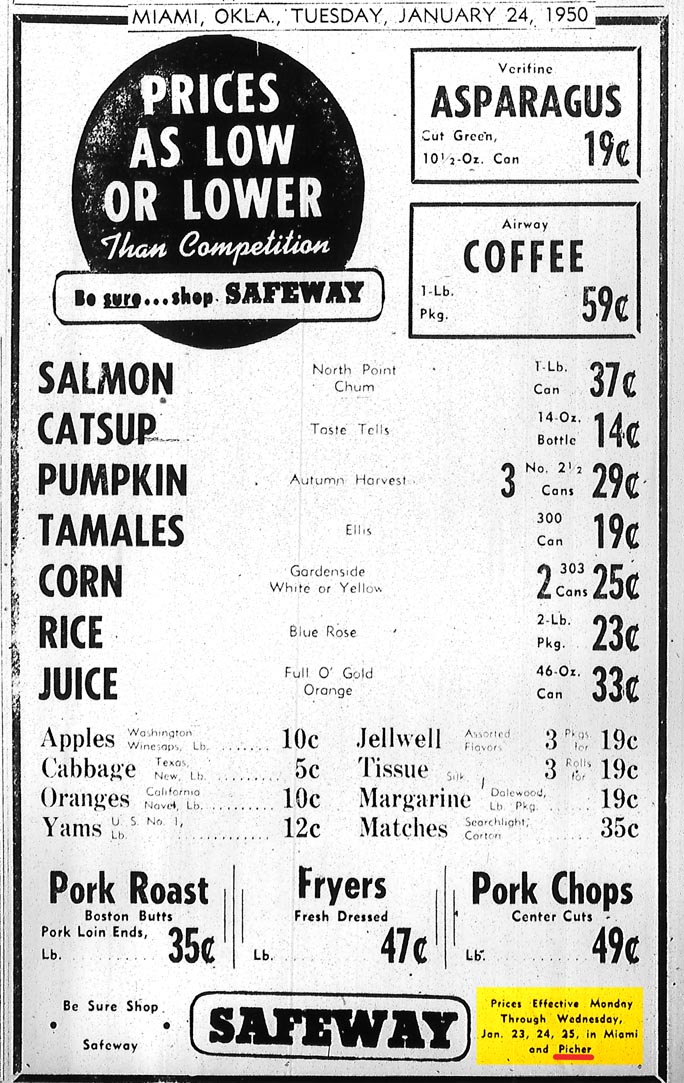 MIAMI, OKLA., TUESDAY, JANUARY 24, 1950
PRICES
AS LOW
OR LOWER
Than Competition
Be sure...shop SAFEWAY
Verifine
ASPARAGUS
Cut Green,
10½-Oz. Can 19¢
Airway
COFFEE
1-Lb.
Pkg. 59¢
SALMON North Point Chum 1-Lb. Can 37¢
CATSUP Taste Tells 14-Oz. Bottle 14¢
PUMPKIN Autumn Harvest 3 No. 2½ Cans 29¢
TAMALES Ellis 300 Can 19¢
CORN Gardenside White or Yellow 2 303 Cans 25¢
RICE Blue Rose 2-Lb. Pkg. 23¢
JUICE Full O' Gold Orange 46-Oz. Can 33¢
Apples Washington Winesaps, Lb. ....... 10c
Cabbage Texas, New, Lb. .......... 5c
Oranges California Navel, Lb. .......... 10c
Yams U. S. No. 1, Lb. .......... 12c
Jellwell Assorted Flavors 3 Pkgs. for 19c
Tissue Silk 3 Rolls for 19c
Margarine Dalewood, Lb. Pkg. ...... 19c
Matches Searchlight, Carton ........... 35c
Pork Roast
Boston Butts
Pork Loin Ends,
Lb. ........... 35¢
Fryers
Fresh Dressed
Lb. ........... 47¢
Pork Chops
Center Cuts
Lb. ........... 49¢
Be Sure Shop
Safeway
SAFEWAY
Prices Effective Monday
Through Wednesday,
Jan. 23, 24, 25, in Miami
and Picher